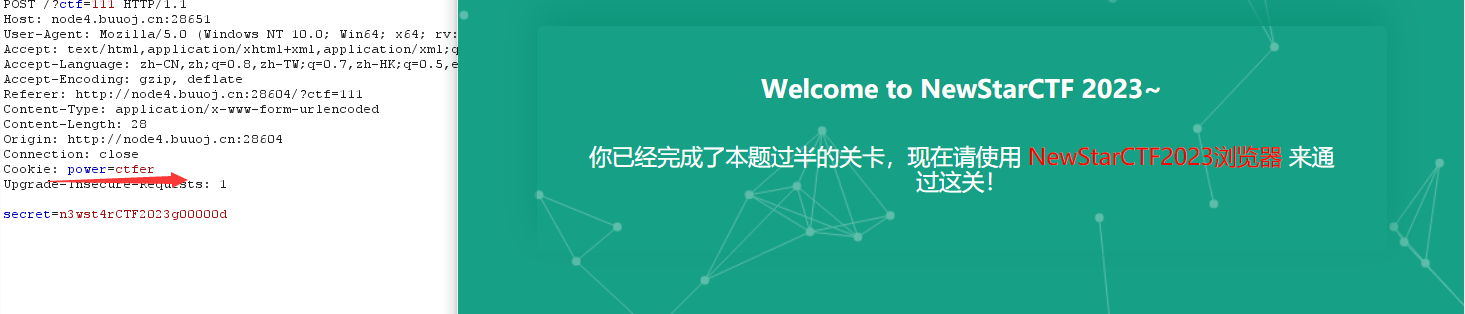 POST /?ctf=111 HTTP/1.1
Host: node4.buuoj.cn:28651
User-Agent: Mozilla/5.0 (Windows NT 10.0; Win64; x64; rv:
Accept: text/html,application/xhtml+xml,application/xml;q
Accept-Language: zh-CN,zh;q=0.8,zh-TW;q=0.7,zh-HK;q=0.5,e
Accept-Encoding: gzip, deflate
Referer: http://node4.buuoj.cn:28604/?ctf=111
Content-Type: application/x-www-form-urlencoded
Content-Length: 28
Origin: http://node4.buuoj.cn:28604
Connection: close
Cookie: power=ctfer
Upgrade-Insecure-Requests: 1
secret=n3wst4rCTF2023g00000d
Welcome to NewStarCTF 2023~
你已经完成了本题过半的关卡，现在请使用 NewStarCTF2023浏览器 来通
过这关！